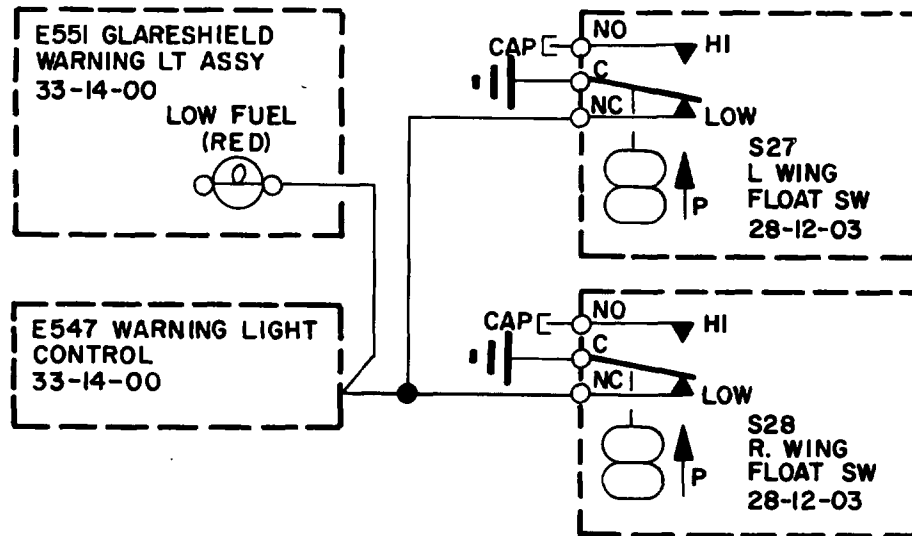 E551 GLARESHIELD
WARNING LT ASSY
33-14-00
LOW FUEL
(RED)
E547 WARNING LIGHT
CONTROL
33-14-00
CAP
NO
HI
C
NC
LOW
P
S27
L WING
FLOAT SW
28-12-03
CAP
NO
HI
C
NC
LOW
P
S28
R. WING
FLOAT SW
28-12-03